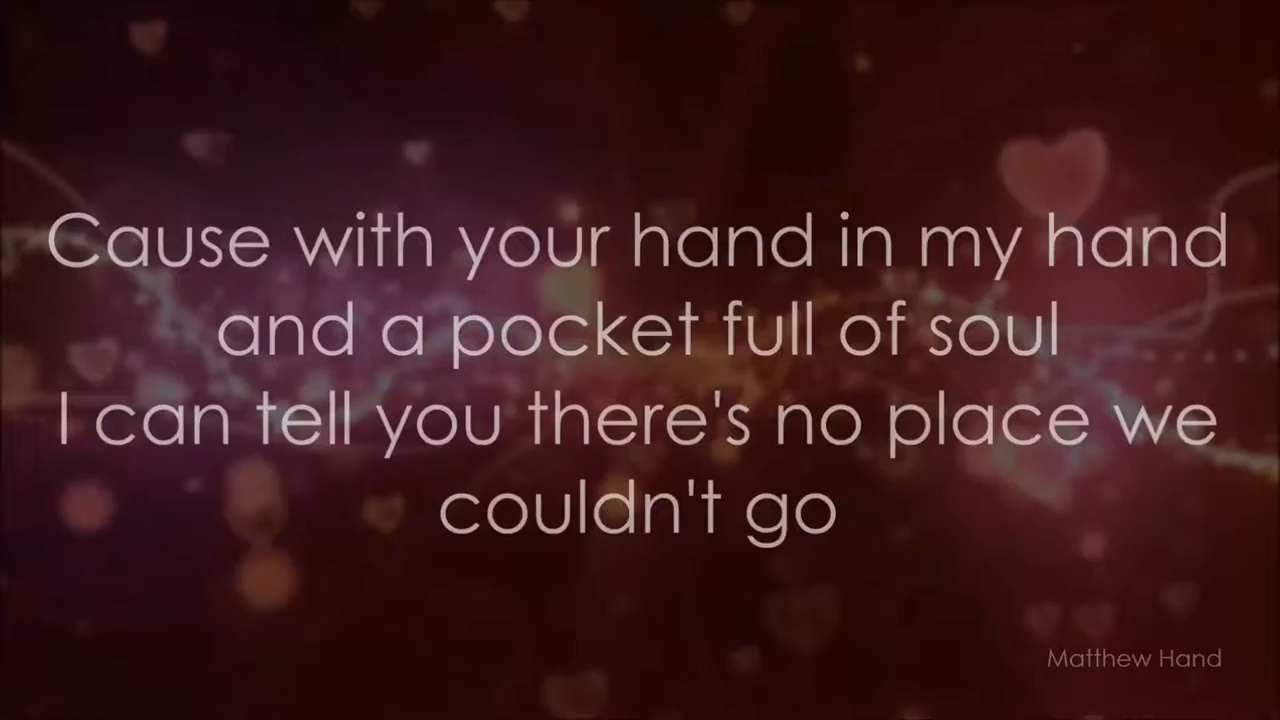 Cause with your hand in my hand
and a pocket full of soul
I can tell you there's no place we
couldn't go
Matthew Hand